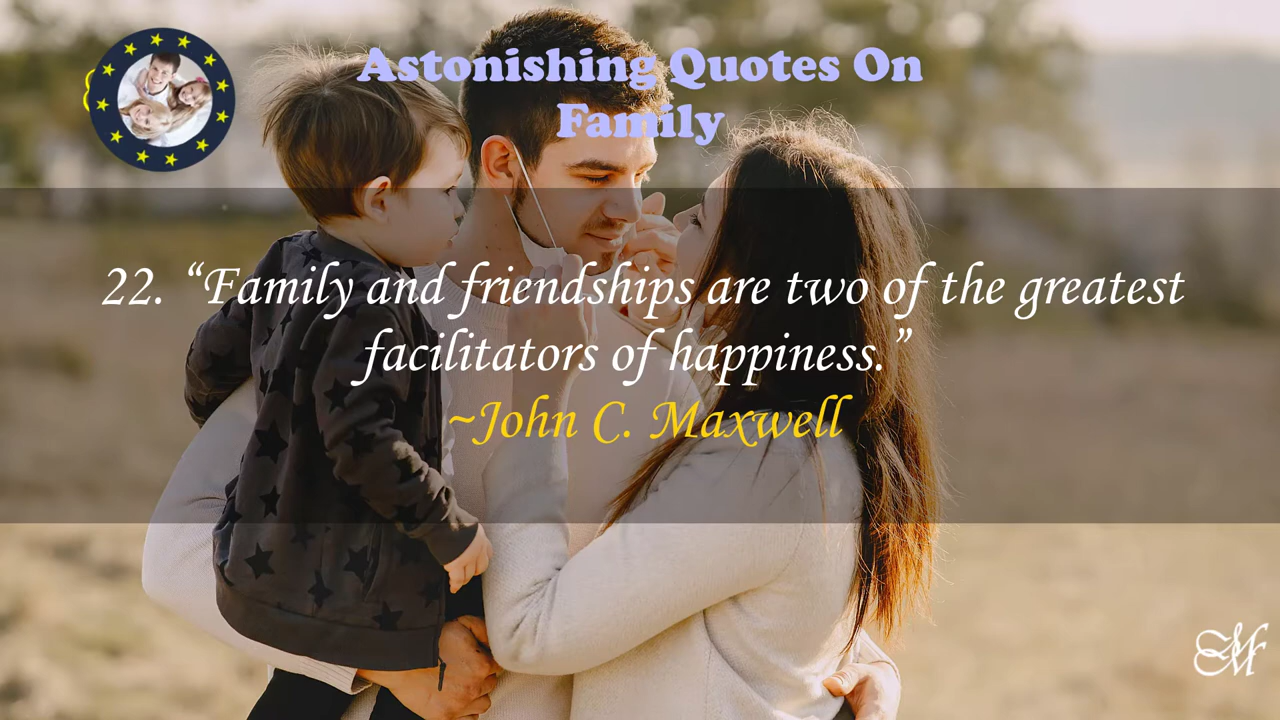 Astonishing Quotes On
Family
22. “Family and friendships are two of the greatest
facilitators of happiness.”
~John C. Maxwell
M